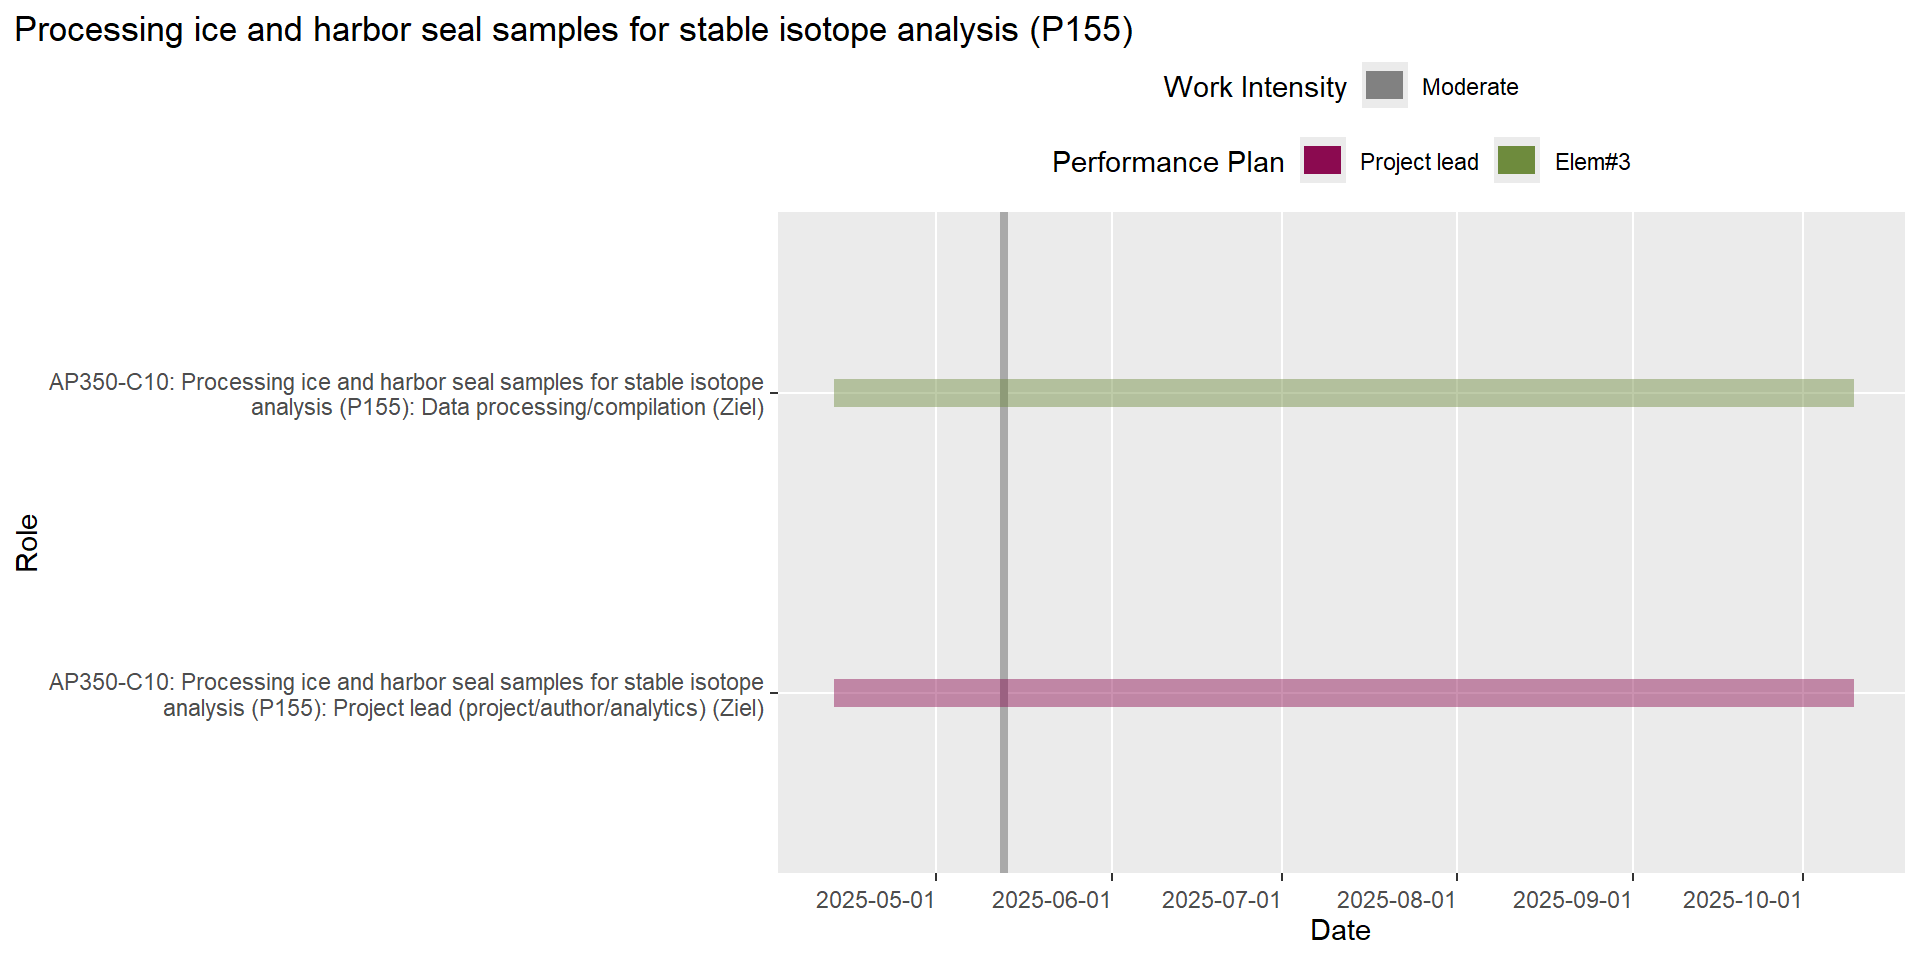 Processing ice and harbor seal samples for stable isotope analysis (P155)
Work Intensity Moderate
Performance Plan Project lead Elem#3
AP350-C10: Processing ice and harbor seal samples for stable isotope
analysis (P155): Data processing/compilation (Ziel)
Role
AP350-C10: Processing ice and harbor seal samples for stable isotope
analysis (P155): Project lead (project/author/analytics) (Ziel)
2025-05-01 2025-06-01 2025-07-01 2025-08-01 2025-09-01 2025-10-01
Date